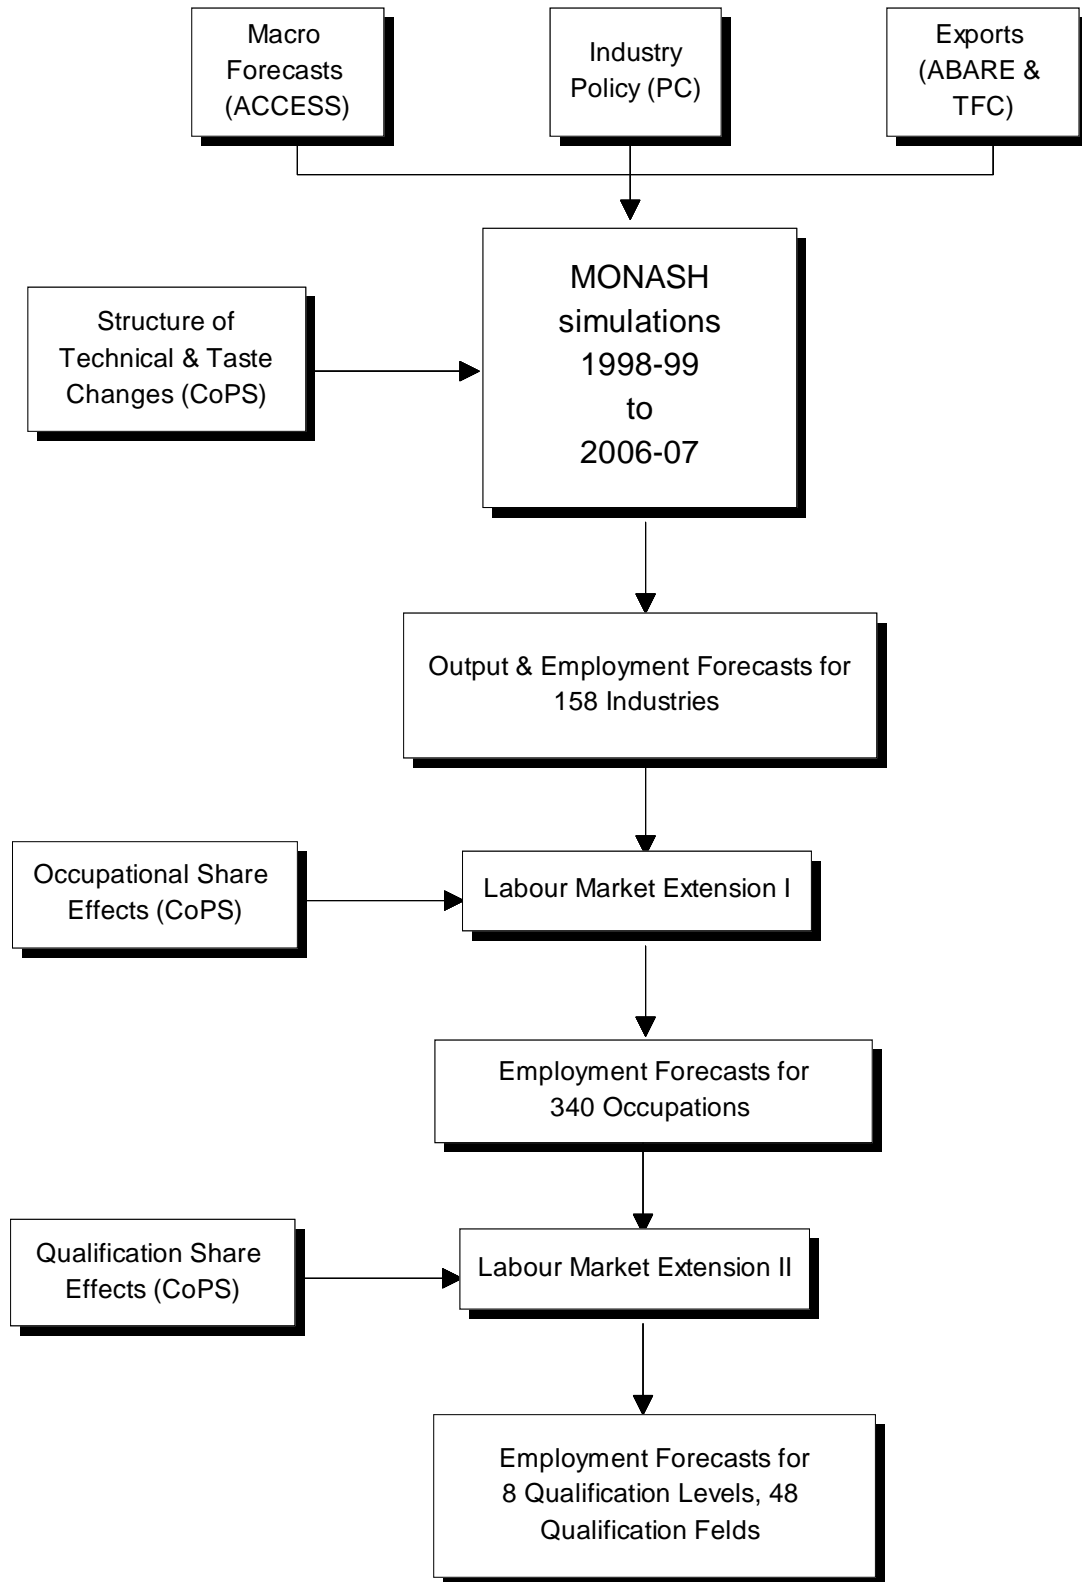 Macro
Forecasts
(ACCESS)
Industry
Policy (PC)
Exports
(ABARE &
TFC)
MONASH
simulations
1998-99
to
2006-07
Structure of
Technical & Taste
Changes (CoPS)
Output & Employment Forecasts for
158 Industries
Occupational Share
Effects (CoPS)
Labour Market Extension I
Employment Forecasts for
340 Occupations
Qualification Share
Effects (CoPS)
Labour Market Extension II
Employment Forecasts for
8 Qualification Levels, 48
Qualification Felds